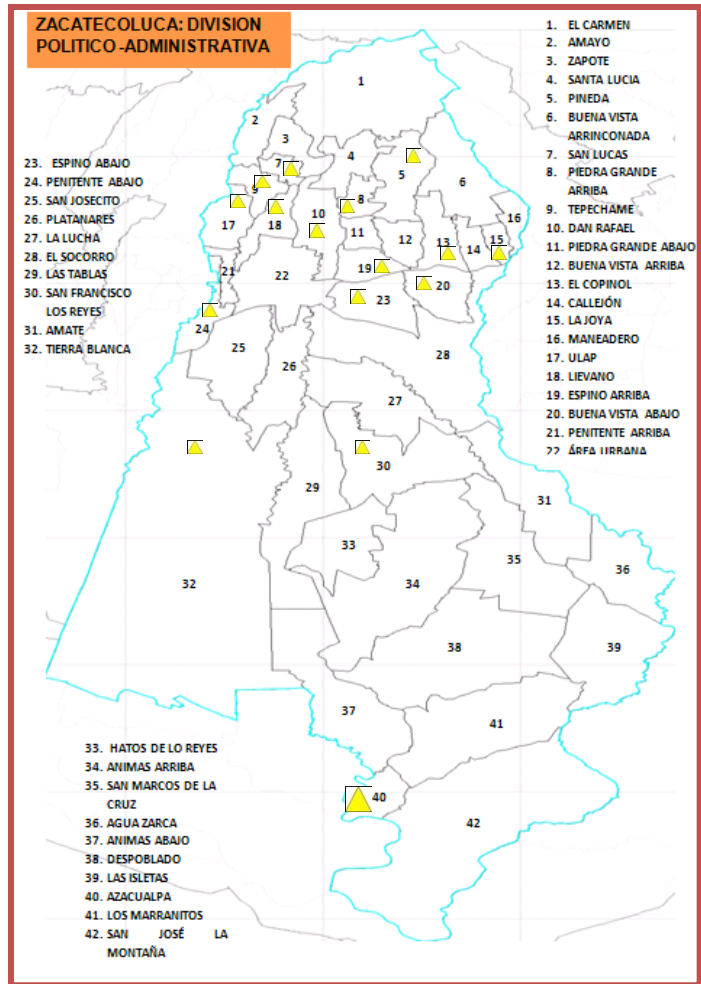 ZACATECOLUCA: DIVISION
POLITICO -ADMINISTRATIVA
1. EL CARMEN
2. AMAYO
3. ZAPOTE
4. SANTA LUCIA
5. PINEDA
6. BUENA VISTA
ARRINCONADA
7. SAN LUCAS
8. PIEDRA GRANDE
ARRIBA
9. TEPECHAME
10. DAN RAFAEL
11. PIEDRA GRANDE ABAJO
12. BUENA VISTA ARRIBA
13. EL COPINOL
14. CALLEJÓN
15. LA JOYA
16. MANEADERO
17. ULAP
18. LIEVANO
19. ESPINO ARRIBA
20. BUENA VISTA ABAJO
21. PENITENTE ARRIBA
22. ÁREA URBANA
23. ESPINO ABAJO
24. PENITENTE ABAJO
25. SAN JOSECITO
26. PLATANARES
27. LA LUCHA
28. EL SOCORRO
29. LAS TABLAS
30. SAN FRANCISCO
LOS REYES
31. AMATE
32. TIERRA BLANCA
1
2
3
4
5
6
7
8
9
10
11
12
13
14
15
16
17
18
19
20
21
22
23
24
25
26
27
28
29
30
31
32
33
34
35
36
37
38
39
40
41
42
33. HATOS DE LO REYES
34. ANIMAS ARRIBA
35. SAN MARCOS DE LA
CRUZ
36. AGUA ZARCA
37. ANIMAS ABAJO
38. DESPOBLADO
39. LAS ISLETAS
40. AZACUALPA
41. LOS MARRANITOS
42. SAN JOSÉ LA
MONTAÑA